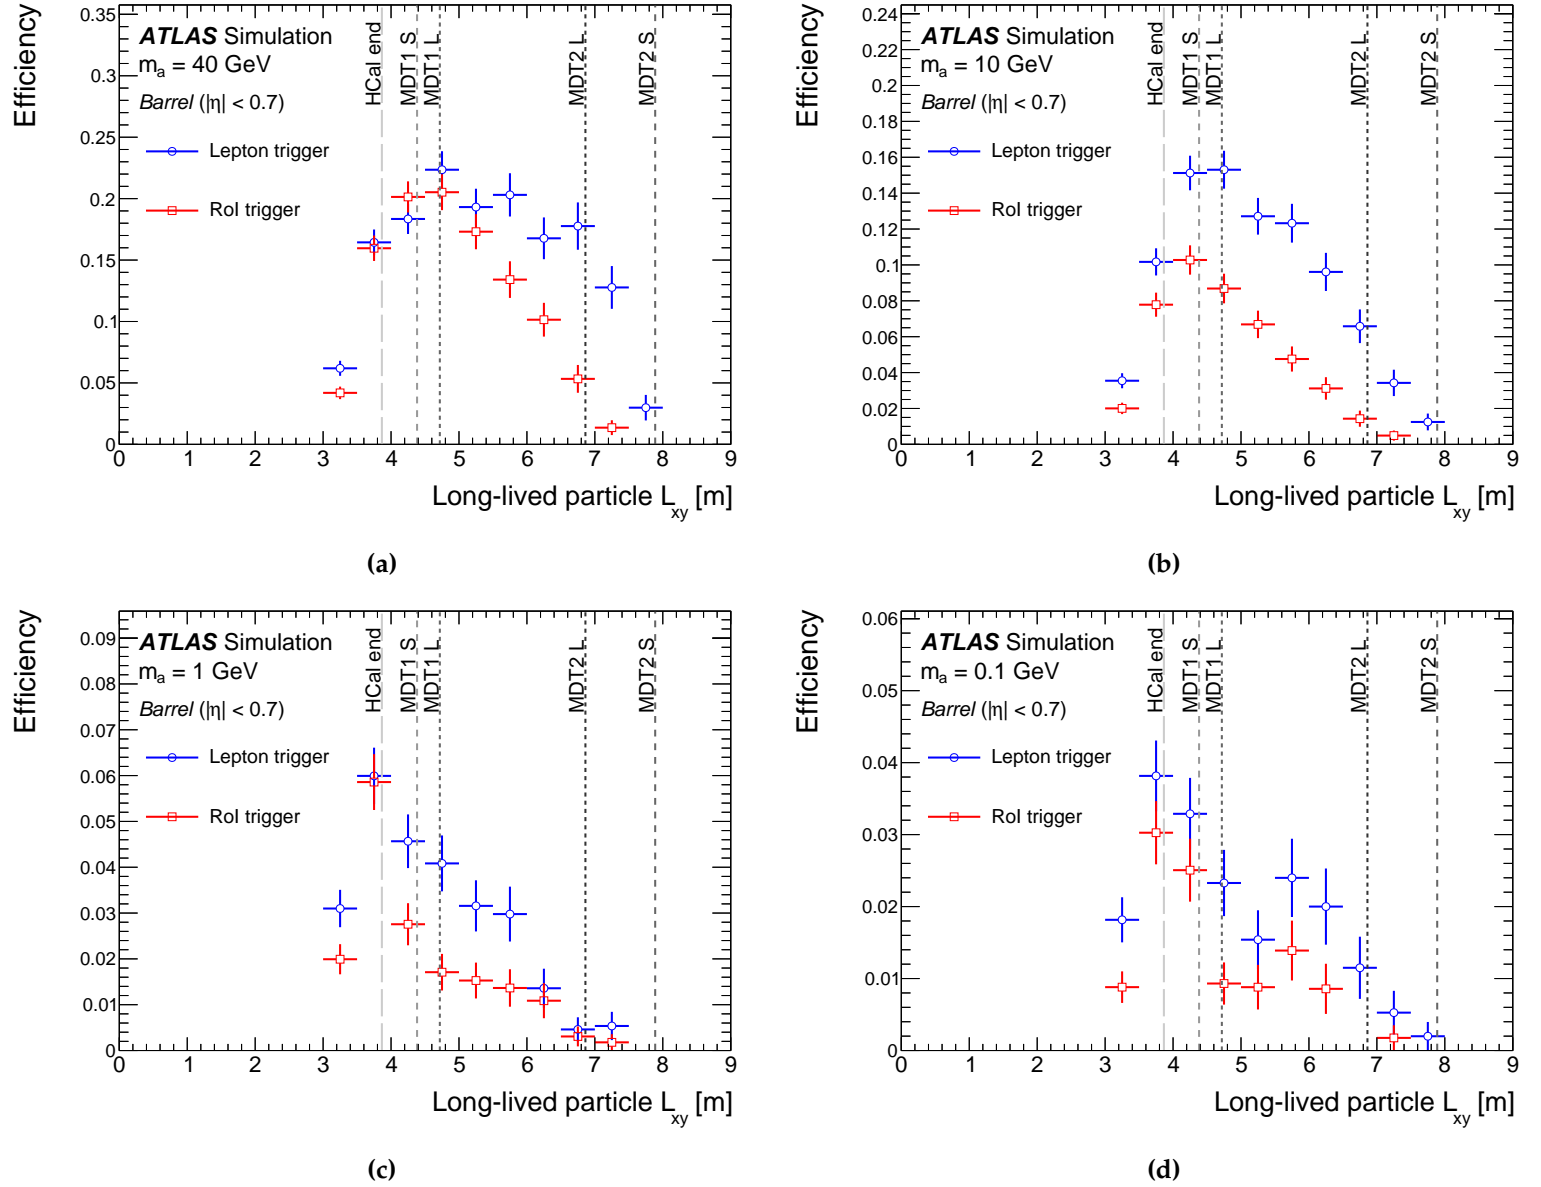 Efficiency
0.35
0.3
0.25
0.2
0.15
0.1
0.05
0
ATLAS Simulation
mₐ = 40 GeV
Barrel (|η| < 0.7)
Lepton trigger
RoI trigger
HCal end
MDT1 S
MDT1 L
MDT2 L
MDT2 S
0 1 2 3 4 5 6 7 8 9
Long-lived particle L_xy [m]
(a)
Efficiency
0.24
0.22
0.2
0.18
0.16
0.14
0.12
0.1
0.08
0.06
0.04
0.02
0
ATLAS Simulation
mₐ = 10 GeV
Barrel (|η| < 0.7)
Lepton trigger
RoI trigger
HCal end
MDT1 S
MDT1 L
MDT2 L
MDT2 S
0 1 2 3 4 5 6 7 8 9
Long-lived particle L_xy [m]
(b)
Efficiency
0.09
0.08
0.07
0.06
0.05
0.04
0.03
0.02
0.01
0
ATLAS Simulation
mₐ = 1 GeV
Barrel (|η| < 0.7)
Lepton trigger
RoI trigger
HCal end
MDT1 S
MDT1 L
MDT2 L
MDT2 S
0 1 2 3 4 5 6 7 8 9
Long-lived particle L_xy [m]
(c)
Efficiency
0.06
0.05
0.04
0.03
0.02
0.01
0
ATLAS Simulation
mₐ = 0.1 GeV
Barrel (|η| < 0.7)
Lepton trigger
RoI trigger
HCal end
MDT1 S
MDT1 L
MDT2 L
MDT2 S
0 1 2 3 4 5 6 7 8 9
Long-lived particle L_xy [m]
(d)